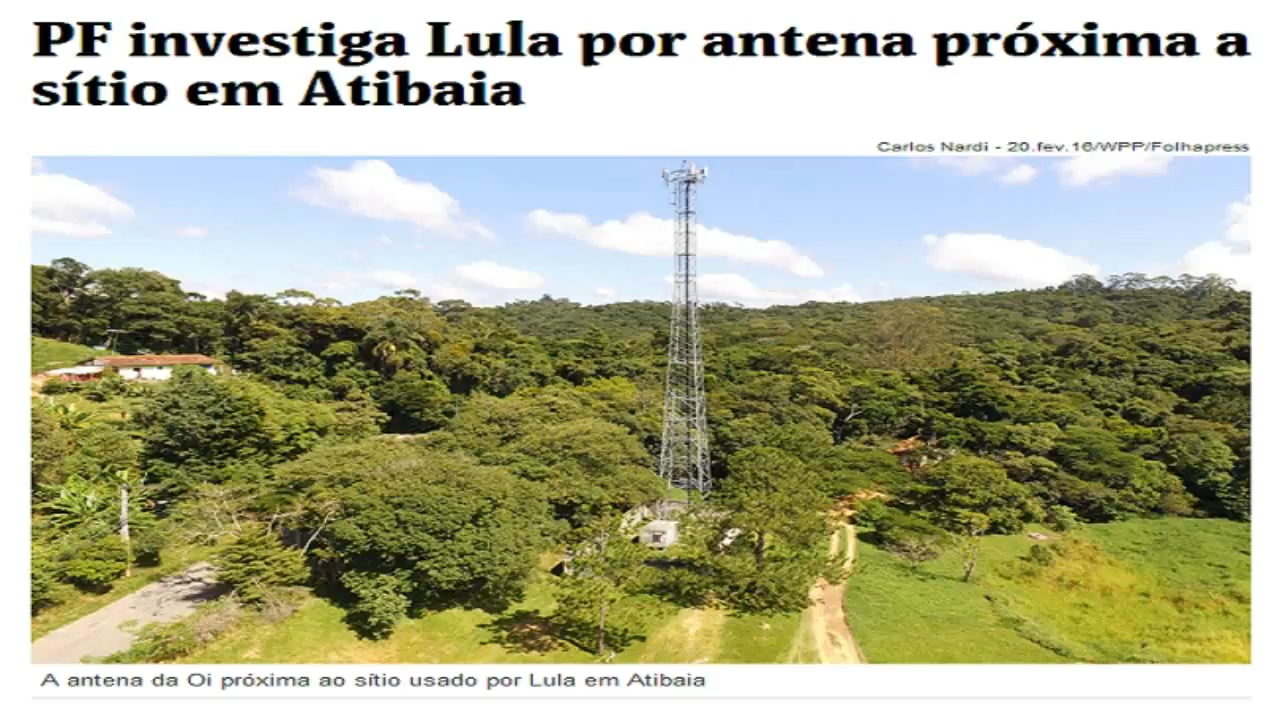 PF investiga Lula por antena próxima a
sítio em Atibaia
Carlos Nardi - 20.fev.16/WPP/Folhapress
A antena da Oi próxima ao sítio usado por Lula em Atibaia